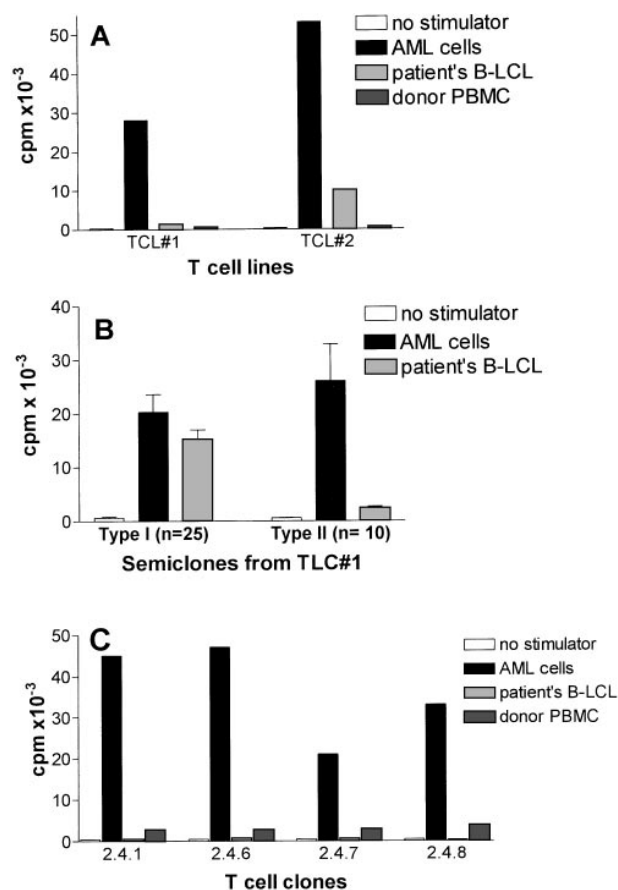 A
no stimulator
AML cells
patient's B-LCL
donor PBMC
cpm x10-3
50
40
30
20
10
0
TCL#1 TCL#2
T cell lines
B
no stimulator
AML cells
patient's B-LCL
cpm x 10-3
40
30
20
10
0
Type I (n=25) Type II (n= 10)
Semiclones from TLC#1
C
no stimulator
AML cells
patient's B-LCL
donor PBMC
cpm x10-3
50
40
30
20
10
0
2.4.1 2.4.6 2.4.7 2.4.8
T cell clones